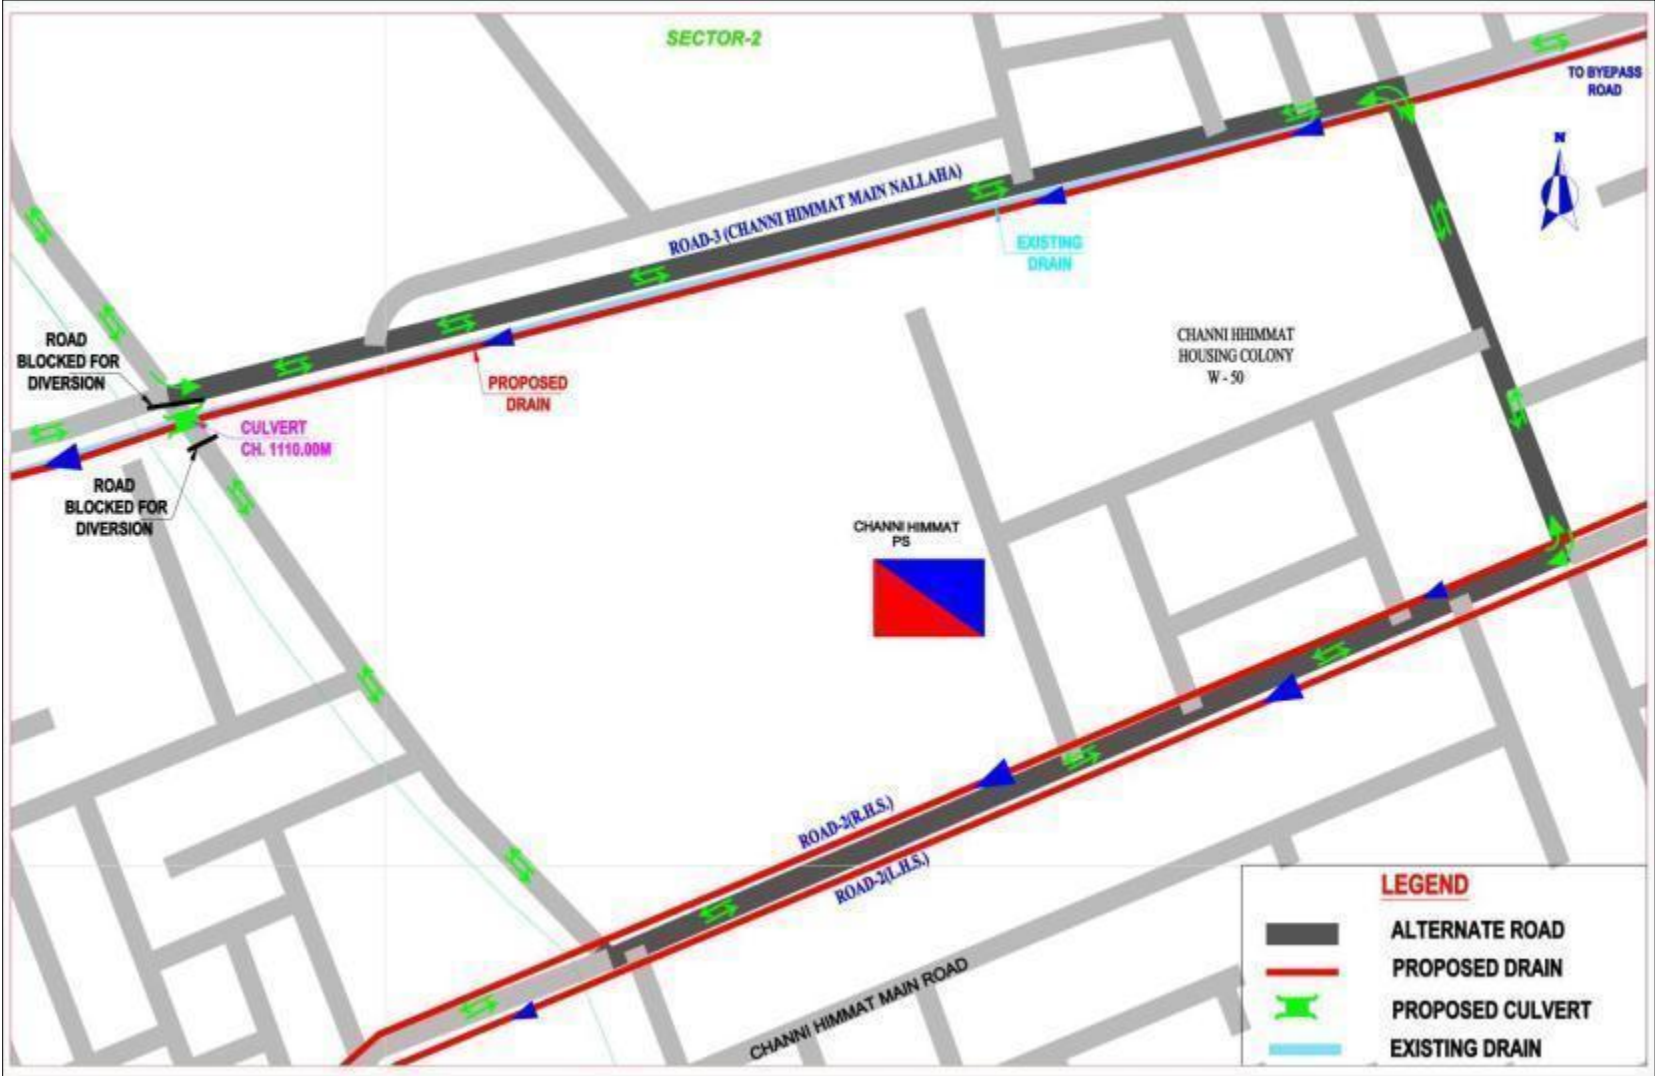 SECTOR-2
TO BYEPASS
ROAD
N
ROAD-3 (CHANNI HIMMAT MAIN NALLAHA)
EXISTING
DRAIN
ROAD
BLOCKED FOR
DIVERSION
CHANNI HHIMMAT
HOUSING COLONY
W - 50
PROPOSED
DRAIN
CULVERT
CH. 1110.00M
ROAD
BLOCKED FOR
DIVERSION
CHANNI HIMMAT
PS
ROAD-2(R.H.S.)
ROAD-2(L.H.S.)
CHANNI HIMMAT MAIN ROAD
LEGEND
ALTERNATE ROAD
PROPOSED DRAIN
PROPOSED CULVERT
EXISTING DRAIN